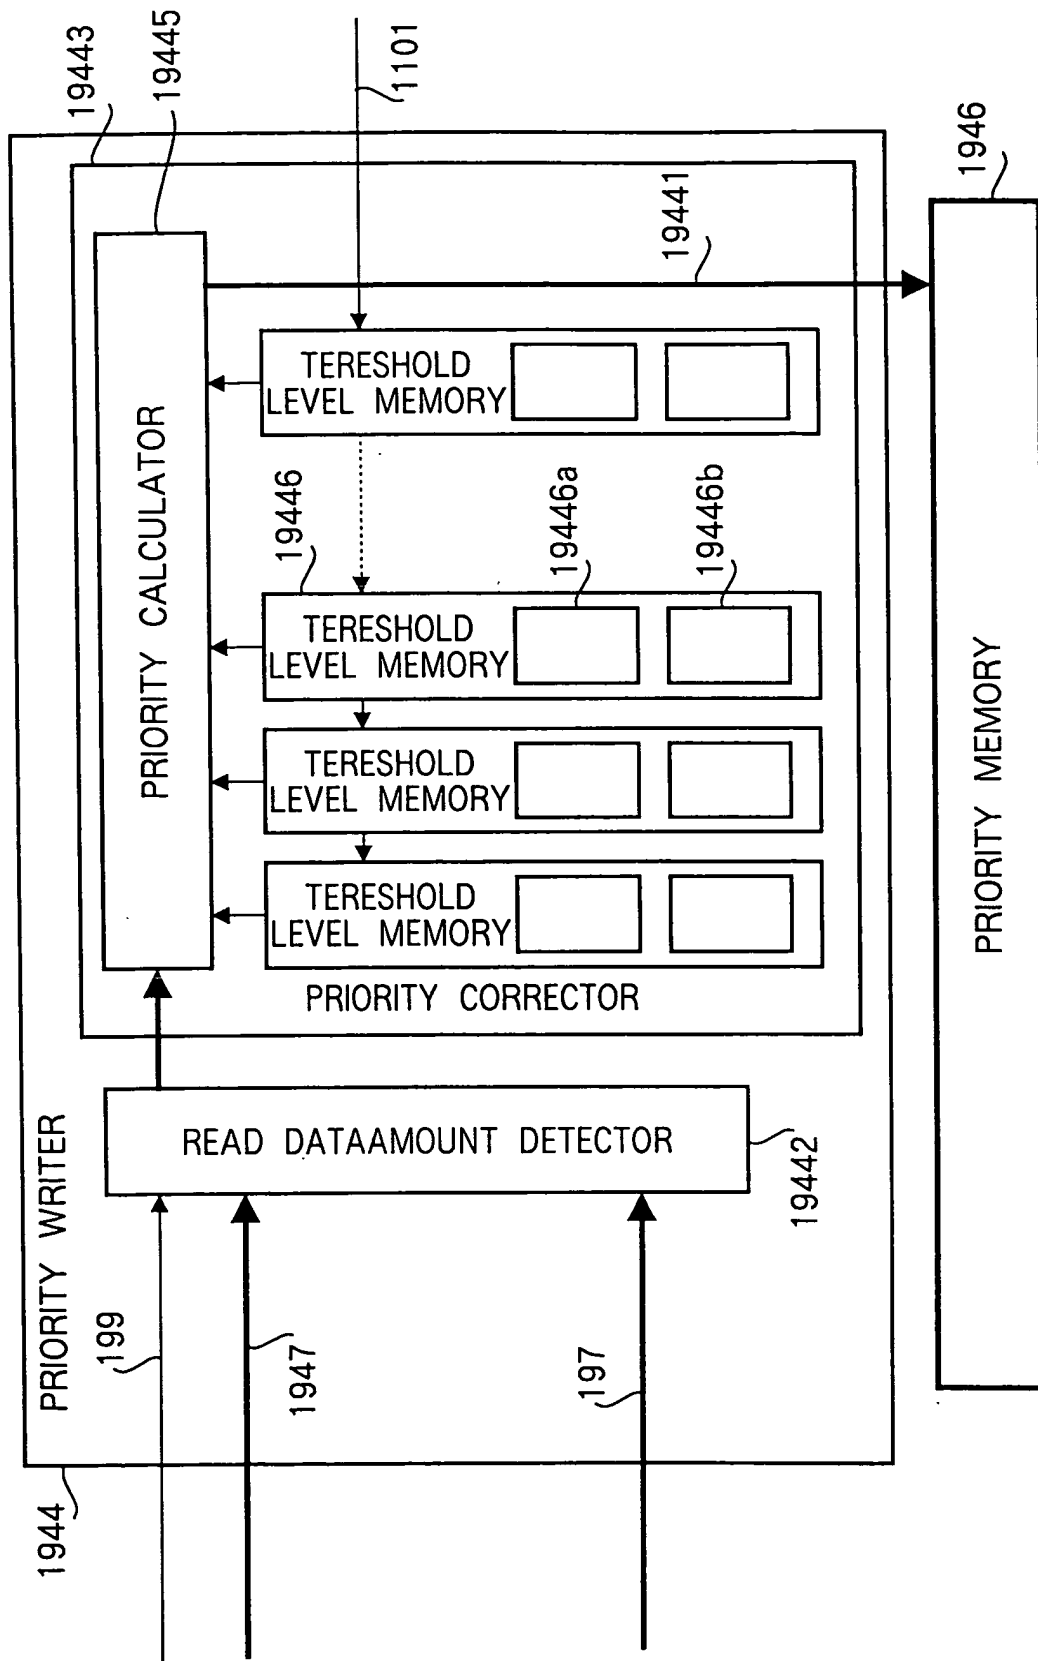 1944
PRIORITY WRITER
199
1947
197
READ DATAAMOUNT DETECTOR
19442
19443
19445
PRIORITY CALCULATOR
PRIORITY CORRECTOR
TERESHOLD
LEVEL MEMORY
TERESHOLD
LEVEL MEMORY
19446
TERESHOLD
LEVEL MEMORY
19446a
19446b
TERESHOLD
LEVEL MEMORY
1101
19441
1946
PRIORITY MEMORY